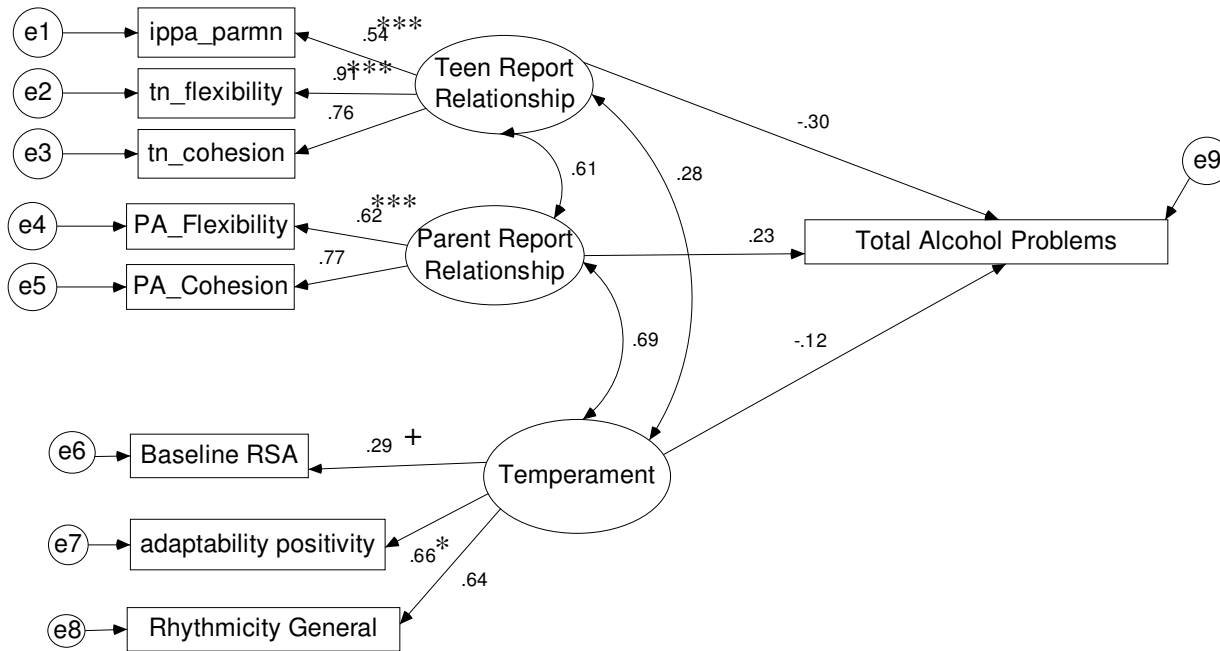 e1
ippa_parmn
.54***
Teen Report
Relationship
e2
tn_flexibility
.91***
e3
tn_cohesion
.76
-.30
e9
.61
.28
e4
PA_Flexibility
.62***
Parent Report
Relationship
.23
Total Alcohol Problems
e5
PA_Cohesion
.77
.69
-.12
e6
Baseline RSA
.29 +
Temperament
e7
adaptability positivity
.66*
.64
e8
Rhythmicity General